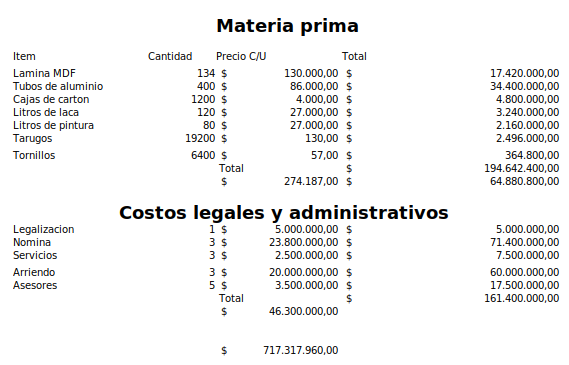 Materia prima
Item Cantidad Precio C/U Total
Lamina MDF 134 $ 130.000,00 $ 17.420.000,00
Tubos de aluminio 400 $ 86.000,00 $ 34.400.000,00
Cajas de carton 1200 $ 4.000,00 $ 4.800.000,00
Litros de laca 120 $ 27.000,00 $ 3.240.000,00
Litros de pintura 80 $ 27.000,00 $ 2.160.000,00
Tarugos 19200 $ 130,00 $ 2.496.000,00
Tornillos 6400 $ 57,00 $ 364.800,00
Total $ 194.642.400,00
$ 274.187,00 $ 64.880.800,00
Costos legales y administrativos
Legalizacion 1 $ 5.000.000,00 $ 5.000.000,00
Nomina 3 $ 23.800.000,00 $ 71.400.000,00
Servicios 3 $ 2.500.000,00 $ 7.500.000,00
Arriendo 3 $ 20.000.000,00 $ 60.000.000,00
Asesores 5 $ 3.500.000,00 $ 17.500.000,00
Total $ 161.400.000,00
$ 46.300.000,00
$ 717.317.960,00